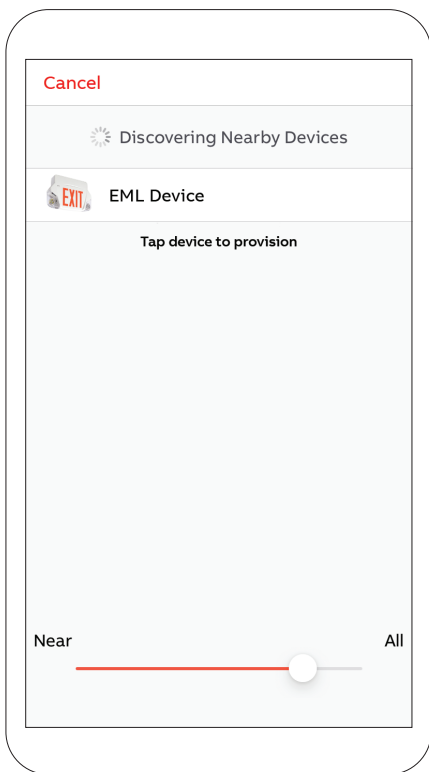 Cancel
Discovering Nearby Devices
EXIT
EML Device
Tap device to provision
Near
All